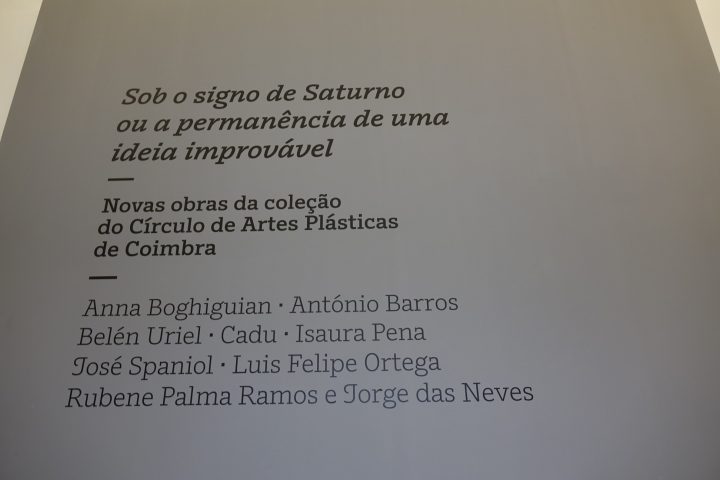 Sob o signo de Saturno
ou a permanência de uma
ideia improvável
Novas obras da coleção
do Círculo de Artes Plásticas
de Coimbra
Anna Boghiguian · António Barros
Belén Uriel · Cadu · Isaura Pena
José Spaniol · Luis Felipe Ortega
Rubene Palma Ramos e Jorge das Neves